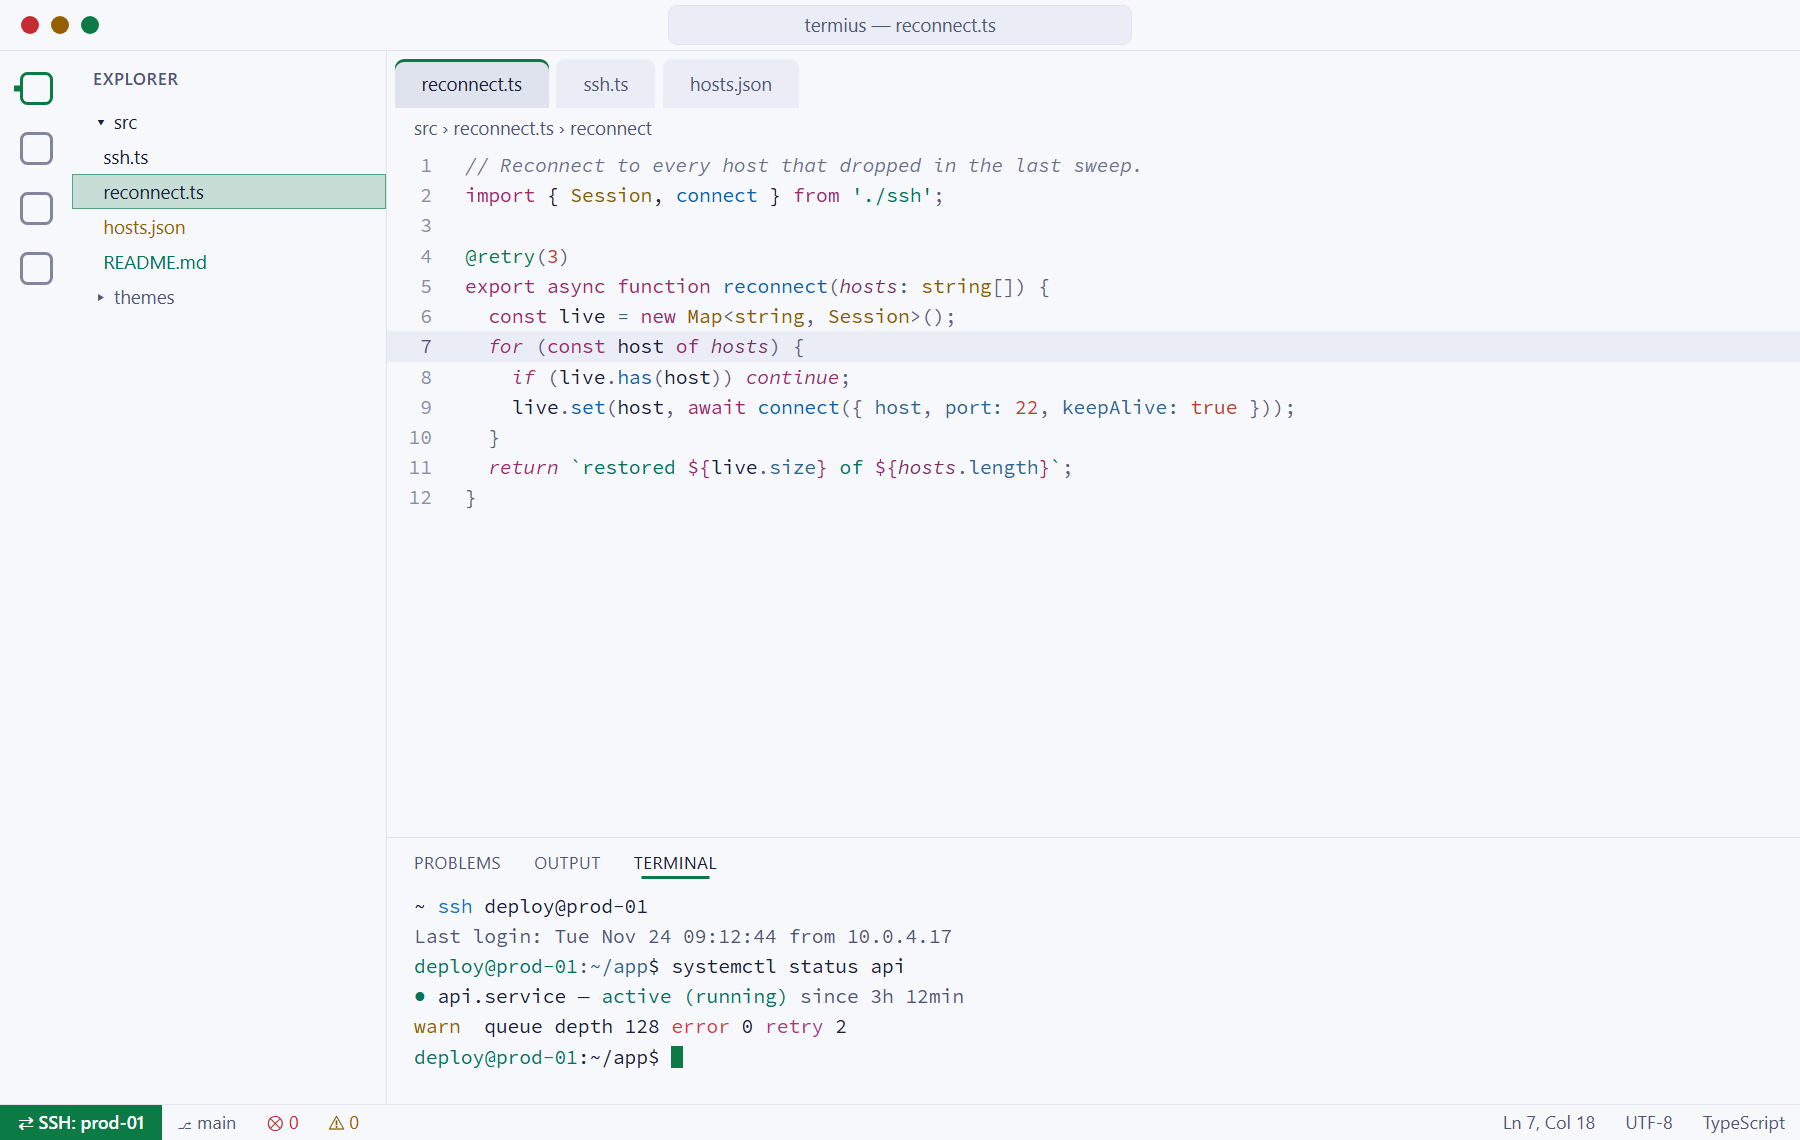 termius — reconnect.ts
EXPLORER
src
ssh.ts
reconnect.ts
hosts.json
README.md
themes
reconnect.ts
ssh.ts
hosts.json
src › reconnect.ts › reconnect
1 // Reconnect to every host that dropped in the last sweep.
2 import { Session, connect } from './ssh';
3
4 @retry(3)
5 export async function reconnect(hosts: string[]) {
6   const live = new Map<string, Session>();
7   for (const host of hosts) {
8     if (live.has(host)) continue;
9     live.set(host, await connect({ host, port: 22, keepAlive: true }));
10   }
11   return `restored ${live.size} of ${hosts.length}`;
12 }
PROBLEMS OUTPUT TERMINAL
~ ssh deploy@prod-01
Last login: Tue Nov 24 09:12:44 from 10.0.4.17
deploy@prod-01:~/app$ systemctl status api
● api.service — active (running) since 3h 12min
warn  queue depth 128 error 0 retry 2
deploy@prod-01:~/app$
⇄ SSH: prod-01 main 0 0 Ln 7, Col 18 UTF-8 TypeScript